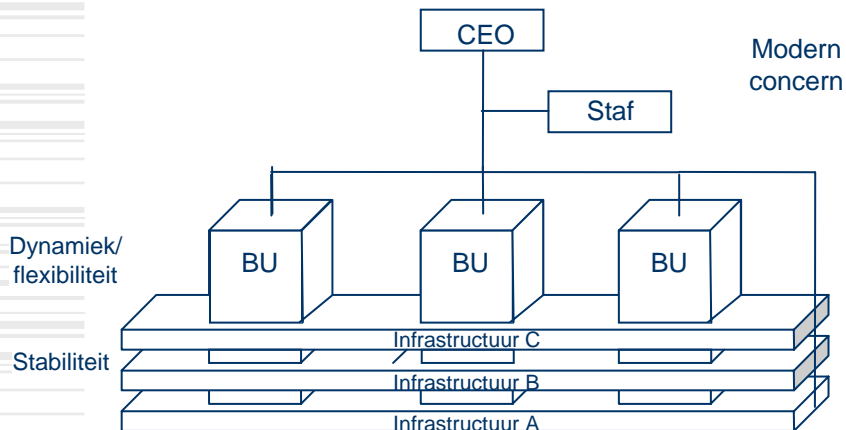 CEO
Modern
concern
Staf
Dynamiek/
flexibiliteit
BU
BU
BU
Infrastructuur C
Stabiliteit
Infrastructuur B
Infrastructuur A